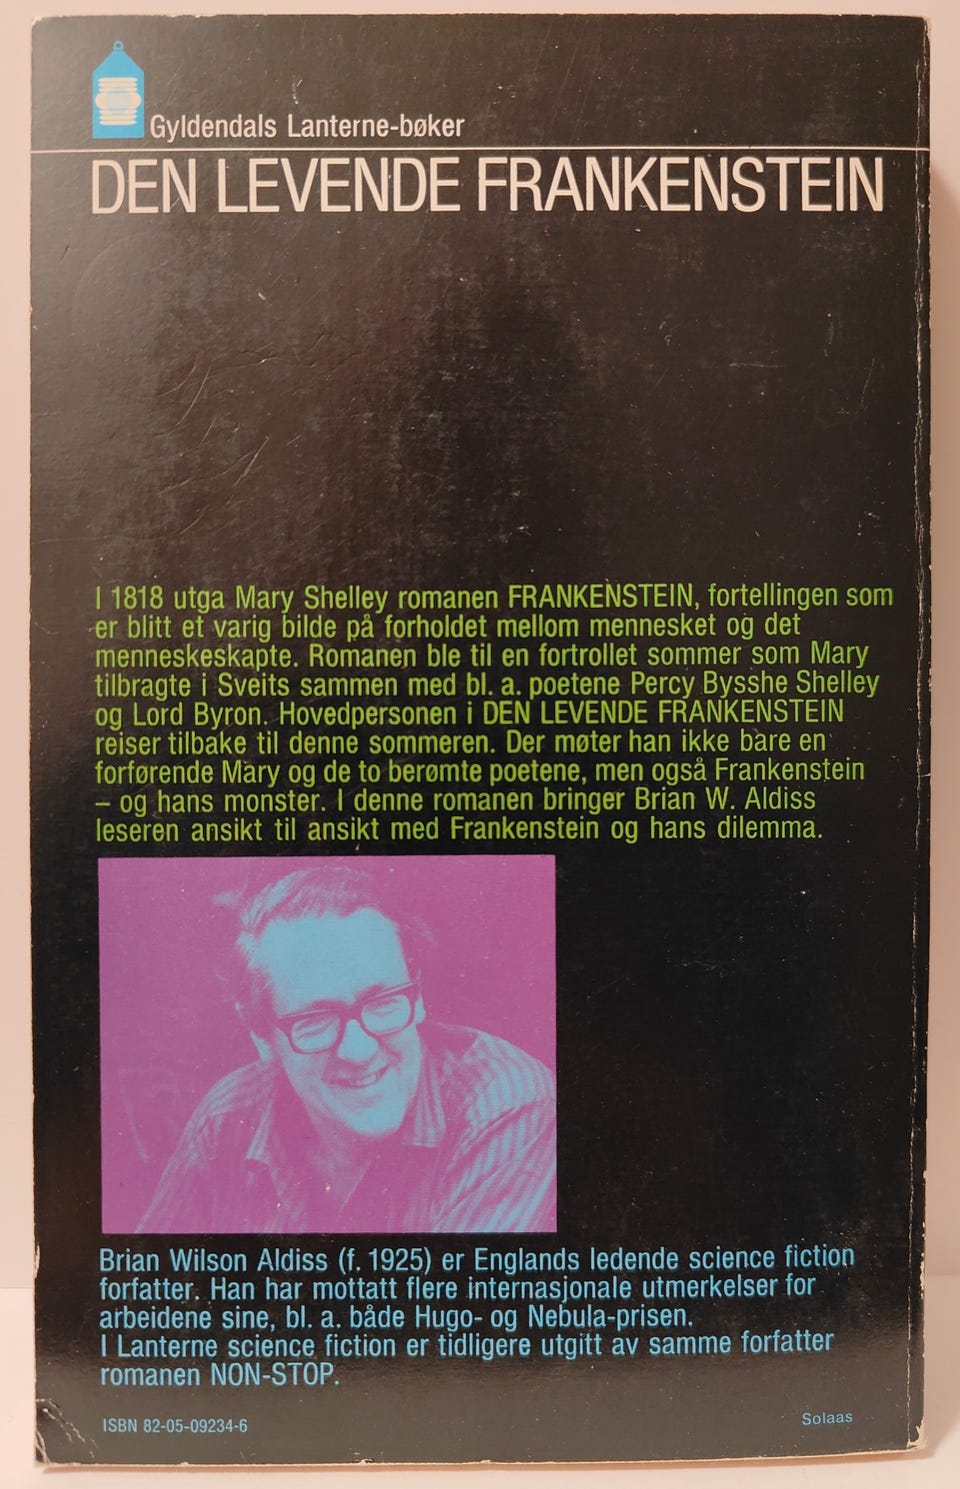 Gyldendals Lanterne-bøker
DEN LEVENDE FRANKENSTEIN
I 1818 utga Mary Shelley romanen FRANKENSTEIN, fortellingen som
er blitt et varig bilde på forholdet mellom mennesket og det
menneskeskapte. Romanen ble til en fortrollet sommer som Mary
tilbragte i Sveits sammen med bl. a. poetene Percy Bysshe Shelley
og Lord Byron. Hovedpersonen i DEN LEVENDE FRANKENSTEIN
reiser tilbake til denne sommeren. Der møter han ikke bare en
forførende Mary og de to berømte poetene, men også Frankenstein
– og hans monster. I denne romanen bringer Brian W. Aldiss
leseren ansikt til ansikt med Frankenstein og hans dilemma.
Brian Wilson Aldiss (f. 1925) er Englands ledende science fiction
forfatter. Han har mottatt flere internasjonale utmerkelser for
arbeidene sine, bl. a. både Hugo- og Nebula-prisen.
I Lanterne science fiction er tidligere utgitt av samme forfatter
romanen NON-STOP.
ISBN 82-05-09234-6
Solaas